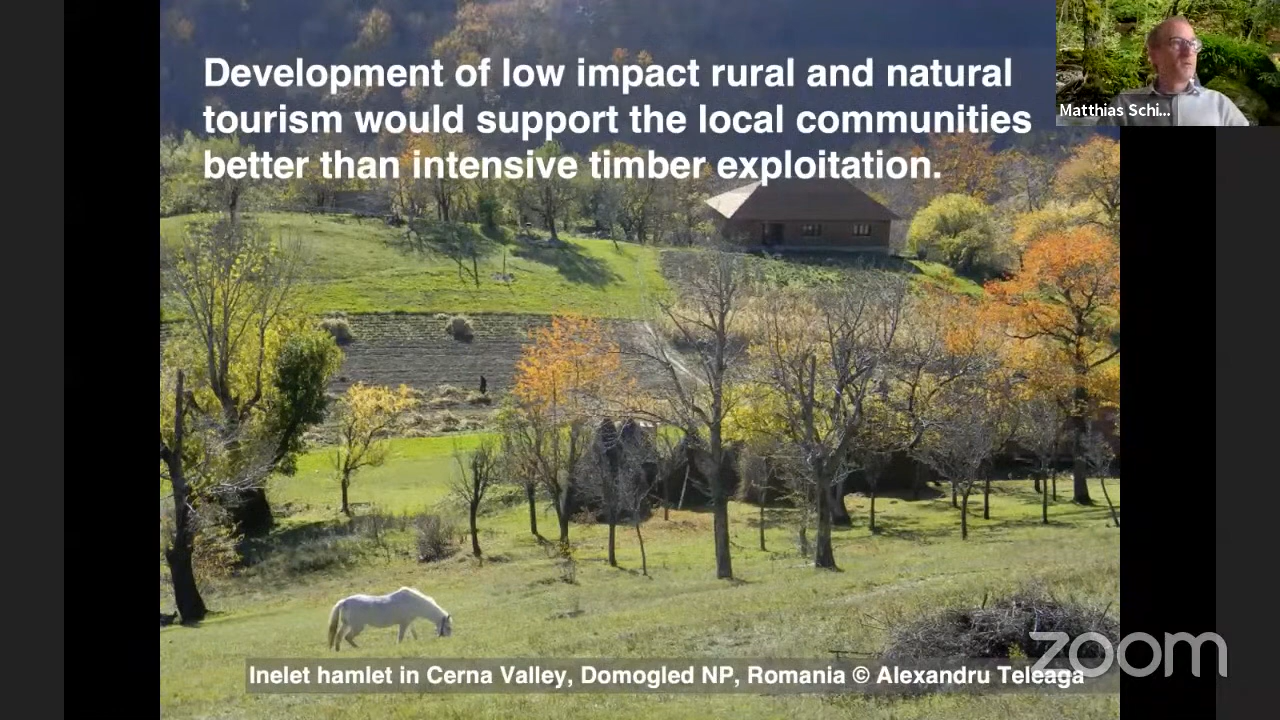 Development of low impact rural and natural
tourism would support the local communities
better than intensive timber exploitation.
Matthias Schi...
Inelet hamlet in Cerna Valley, Domogled NP, Romania © Alexandru Teleaga
zoom